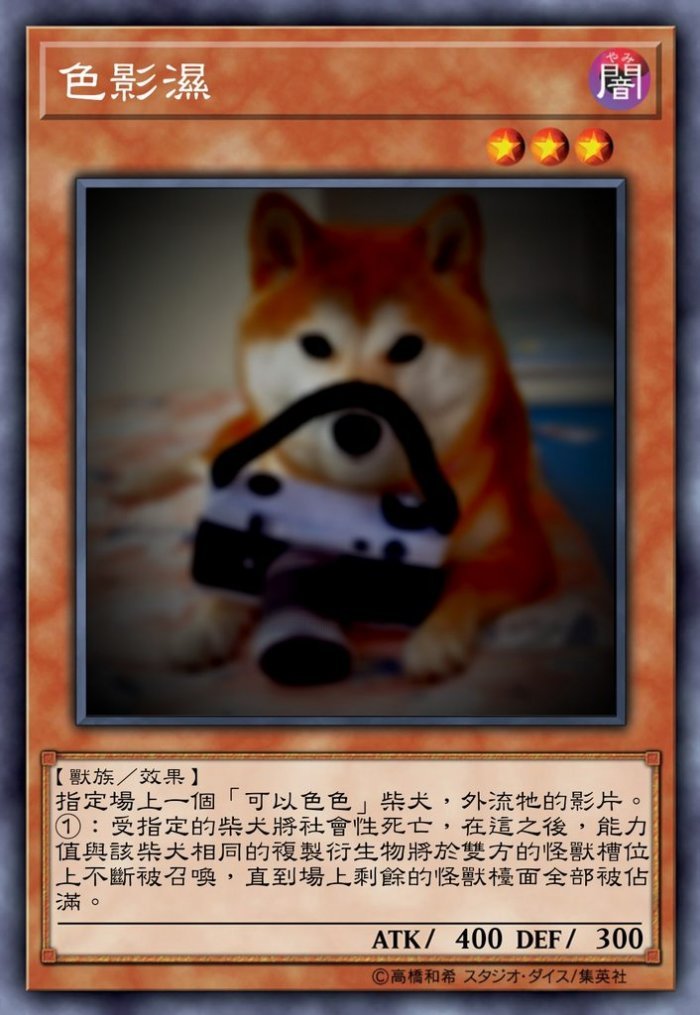 色影濕
やみ
闇
【獸族／效果】
指定場上一個「可以色色」柴犬，外流牠的影片。
①：受指定的柴犬將社會性死亡，在這之後，能力
值與該柴犬相同的複製衍生物將於雙方的怪獸槽位
上不斷被召喚，直到場上剩餘的怪獸檯面全部被佔
滿。
ATK/ 400 DEF/ 300
©高橋和希 スタジオ・ダイス/集英社